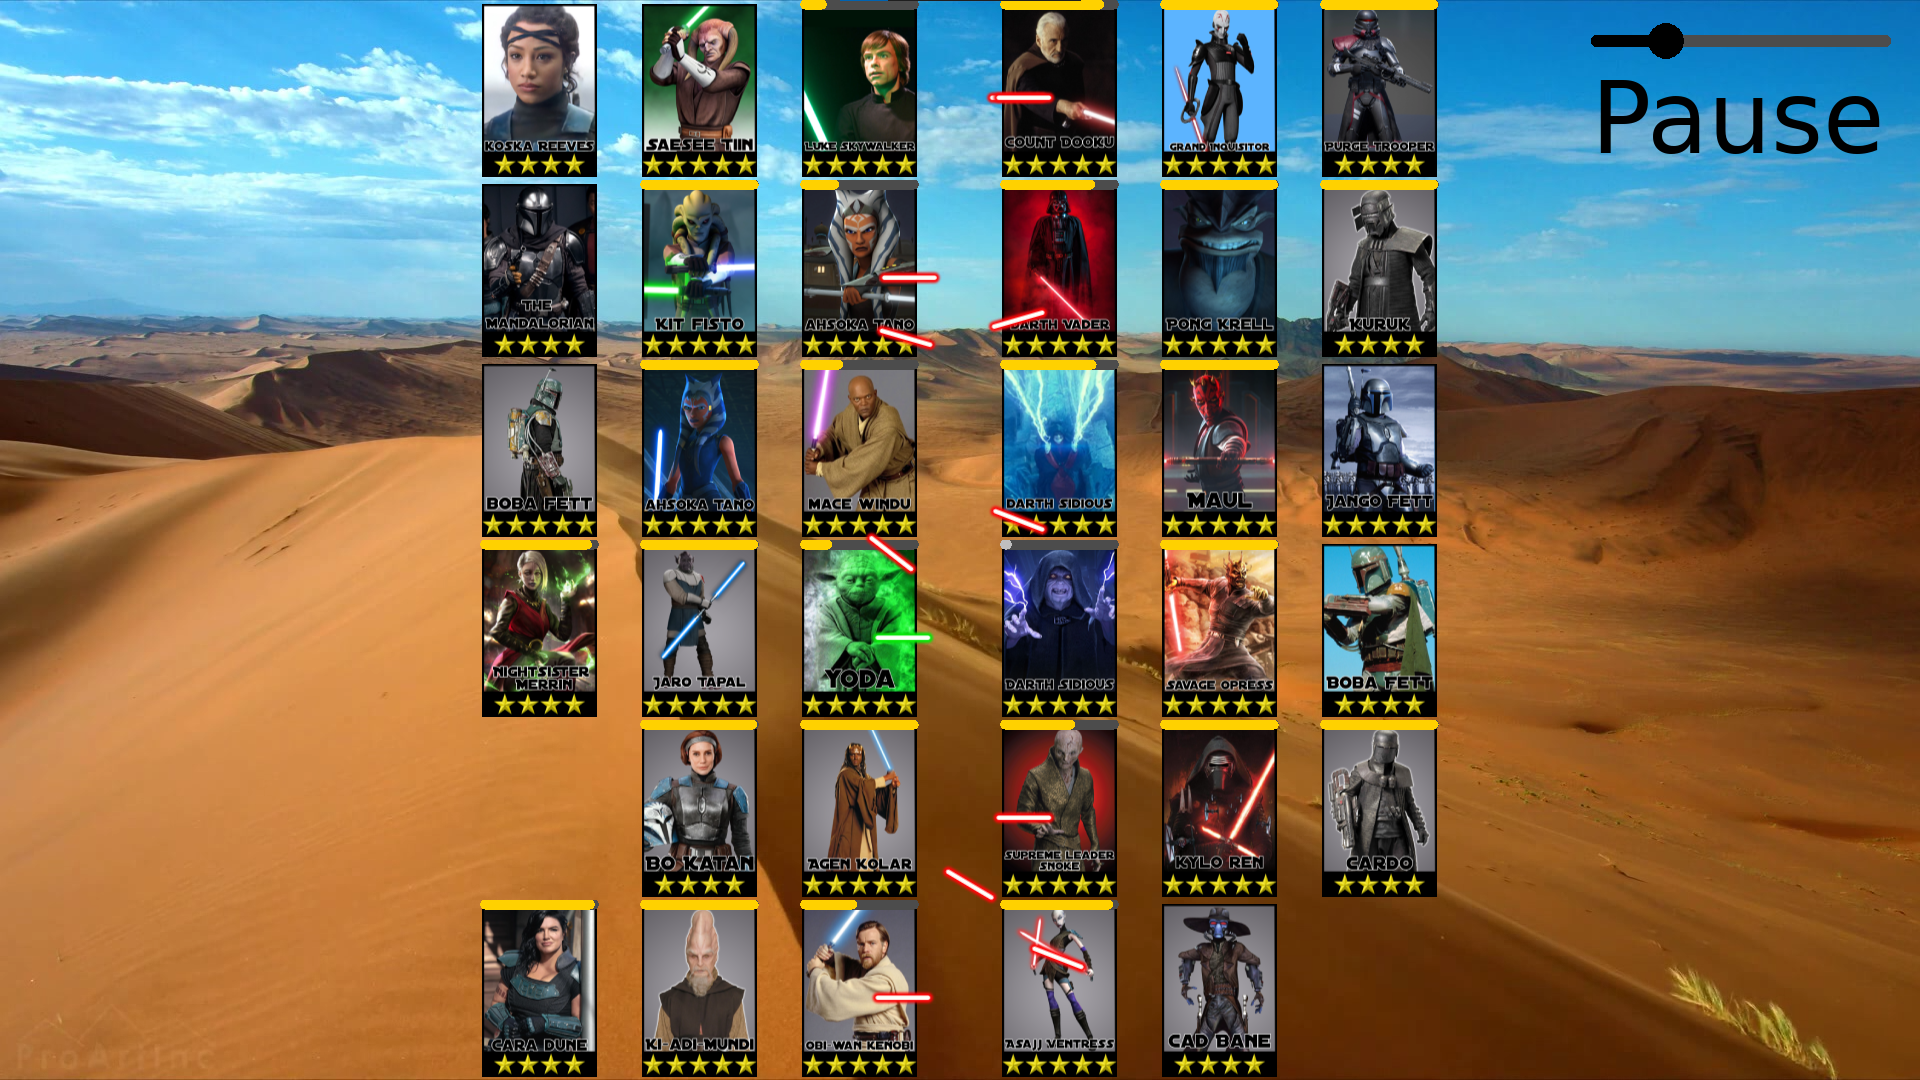 KOSKA REEVES
SAESEE TIIN
LUKE SKYWALKER
COUNT DOOKU
GRAND INQUISITOR
PURGE TROOPER
Pause
THE
MANDALORIAN
KIT FISTO
AHSOKA TANO
DARTH VADER
PONG KRELL
KURUK
BOBA FETT
AHSOKA TANO
MACE WINDU
DARTH SIDIOUS
MAUL
JANGO FETT
NIGHTSISTER
MERRIN
JARO TAPAL
YODA
DARTH SIDIOUS
SAVAGE OPRESS
BOBA FETT
BO KATAN
AGEN KOLAR
SUPREME LEADER
SNOKE
KYLO REN
CARDO
CARA DUNE
KI-ADI-MUNDI
OBI-WAN KENOBI
ASAJJ VENTRESS
CAD BANE